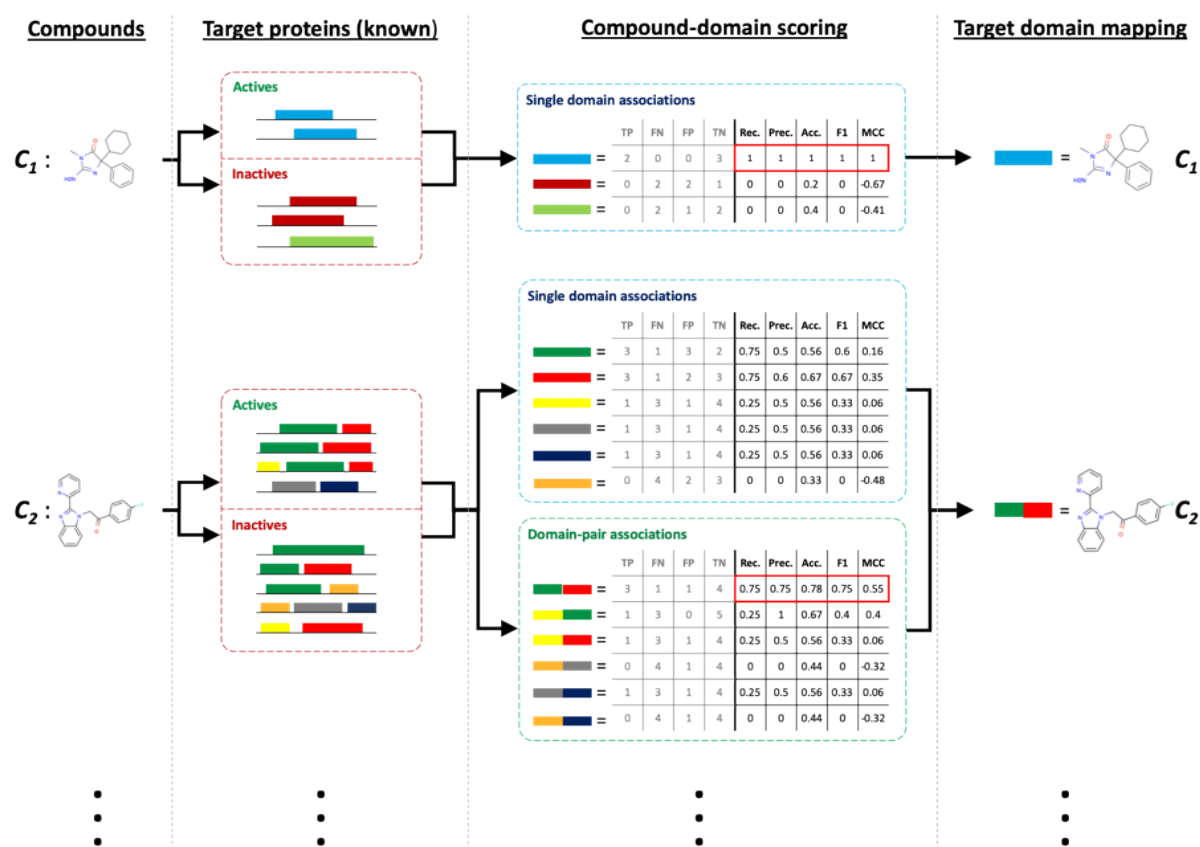 Compounds
Target proteins (known)
Compound-domain scoring
Target domain mapping
C1 :
Actives
Inactives
Single domain associations
TP FN FP TN Rec. Prec. Acc. F1 MCC
= 2 0 0 3 1 1 1 1 1
= 0 2 2 1 0 0 0.2 0 -0.67
= 0 2 1 2 0 0 0.4 0 -0.41
= C1
C2 :
Actives
Inactives
Single domain associations
TP FN FP TN Rec. Prec. Acc. F1 MCC
= 3 1 3 2 0.75 0.5 0.56 0.6 0.16
= 3 1 2 3 0.75 0.6 0.67 0.67 0.35
= 1 3 1 4 0.25 0.5 0.56 0.33 0.06
= 1 3 1 4 0.25 0.5 0.56 0.33 0.06
= 1 3 1 4 0.25 0.5 0.56 0.33 0.06
= 0 4 2 3 0 0 0.33 0 -0.48
Domain-pair associations
TP FN FP TN Rec. Prec. Acc. F1 MCC
= 3 1 1 4 0.75 0.75 0.78 0.75 0.55
= 1 3 0 5 0.25 1 0.67 0.4 0.4
= 1 3 1 4 0.25 0.5 0.56 0.33 0.06
= 0 4 1 4 0 0 0.44 0 -0.32
= 1 3 1 4 0.25 0.5 0.56 0.33 0.06
= 0 4 1 4 0 0 0.44 0 -0.32
= C2